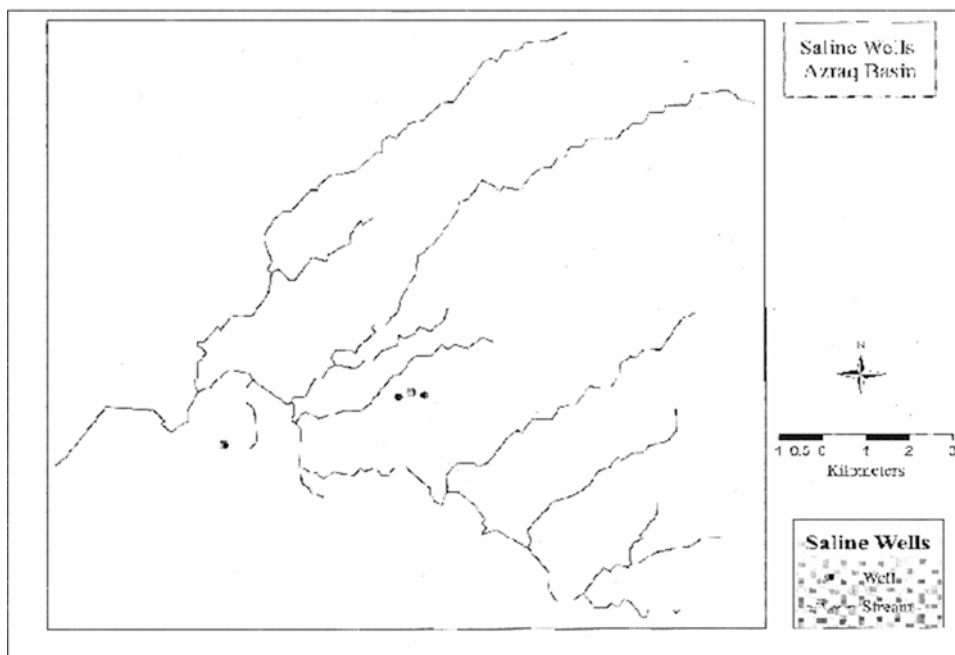 Saline Wells
Azraq Basin
N
1 0.5 0 1 2 3
Kilometers
Saline Wells
Well
Stream